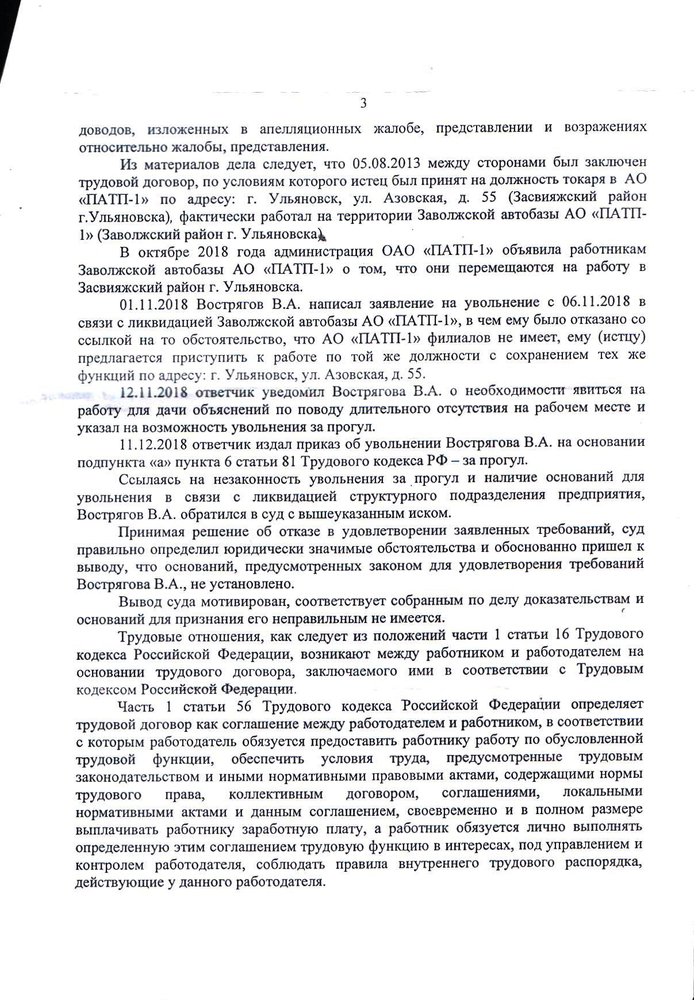 3
доводов, изложенных в апелляционных жалобе, представлении и возражениях
относительно жалобы, представления.
Из материалов дела следует, что 05.08.2013 между сторонами был заключен
трудовой договор, по условиям которого истец был принят на должность токаря в АО
«ПАТП-1» по адресу: г. Ульяновск, ул. Азовская, д. 55 (Засвияжский район
г.Ульяновска), фактически работал на территории Заволжской автобазы АО «ПАТП-
1» (Заволжский район г. Ульяновска).
В октябре 2018 года администрация ОАО «ПАТП-1» объявила работникам
Заволжской автобазы АО «ПАТП-1» о том, что они перемещаются на работу в
Засвияжский район г. Ульяновска.
01.11.2018 Вострягов В.А. написал заявление на увольнение с 06.11.2018 в
связи с ликвидацией Заволжской автобазы АО «ПАТП-1», в чем ему было отказано со
ссылкой на то обстоятельство, что АО «ПАТП-1» филиалов не имеет, ему (истцу)
предлагается приступить к работе по той же должности с сохранением тех же
функций по адресу: г. Ульяновск, ул. Азовская, д. 55.
12.11.2018 ответчик уведомил Вострягова В.А. о необходимости явиться на
работу для дачи объяснений по поводу длительного отсутствия на рабочем месте и
указал на возможность увольнения за прогул.
11.12.2018 ответчик издал приказ об увольнении Вострягова В.А. на основании
подпункта «а» пункта 6 статьи 81 Трудового кодекса РФ – за прогул.
Ссылаясь на незаконность увольнения за прогул и наличие оснований для
увольнения в связи с ликвидацией структурного подразделения предприятия,
Вострягов В.А. обратился в суд с вышеуказанным иском.
Принимая решение об отказе в удовлетворении заявленных требований, суд
правильно определил юридически значимые обстоятельства и обоснованно пришел к
выводу, что оснований, предусмотренных законом для удовлетворения требований
Вострягова В.А., не установлено.
Вывод суда мотивирован, соответствует собранным по делу доказательствам и
оснований для признания его неправильным не имеется.
Трудовые отношения, как следует из положений части 1 статьи 16 Трудового
кодекса Российской Федерации, возникают между работником и работодателем на
основании трудового договора, заключаемого ими в соответствии с Трудовым
кодексом Российской Федерации.
Часть 1 статьи 56 Трудового кодекса Российской Федерации определяет
трудовой договор как соглашение между работодателем и работником, в соответствии
с которым работодатель обязуется предоставить работнику работу по обусловленной
трудовой функции, обеспечить условия труда, предусмотренные трудовым
законодательством и иными нормативными правовыми актами, содержащими нормы
трудового права, коллективным договором, соглашениями, локальными
нормативными актами и данным соглашением, своевременно и в полном размере
выплачивать работнику заработную плату, а работник обязуется лично выполнять
определенную этим соглашением трудовую функцию в интересах, под управлением и
контролем работодателя, соблюдать правила внутреннего трудового распорядка,
действующие у данного работодателя.